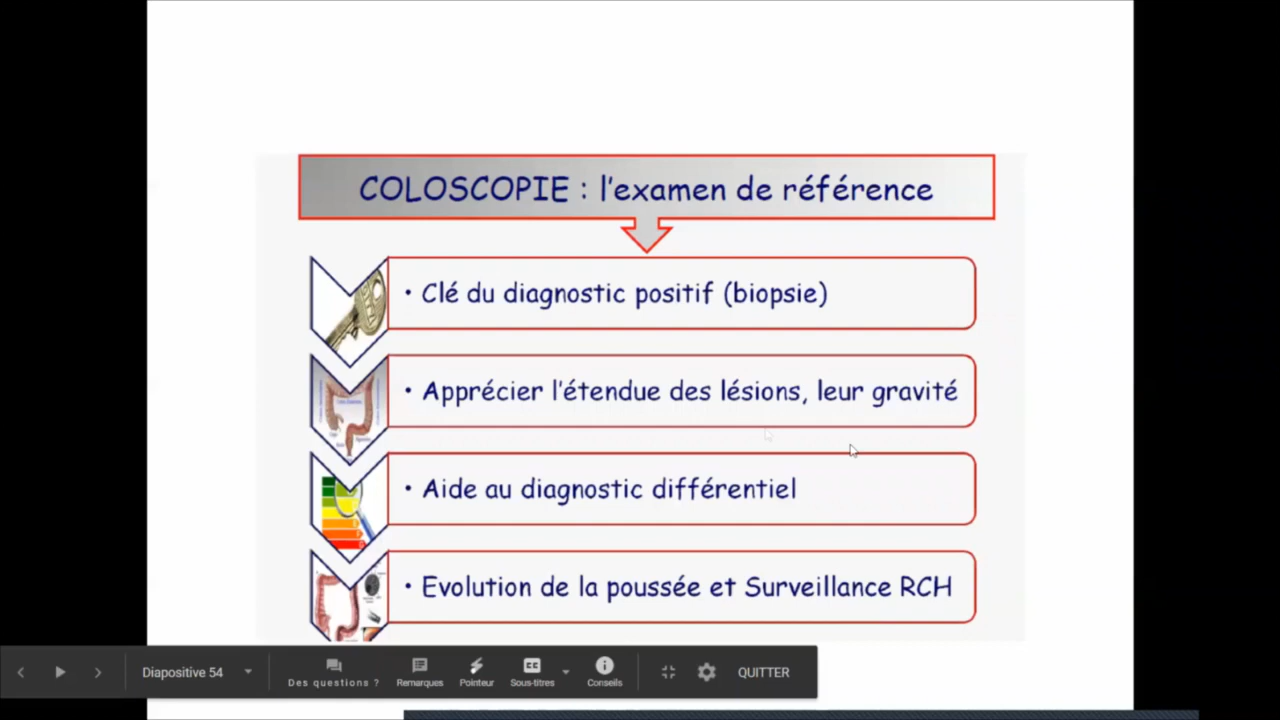 COLOSCOPIE : l'examen de référence
• Clé du diagnostic positif (biopsie)
• Apprécier l'étendue des lésions, leur gravité
• Aide au diagnostic différentiel
• Evolution de la poussée et Surveillance RCH
Diapositive 54
Des questions ?
Remarques
Pointeur
Sous-titres
Conseils
QUITTER